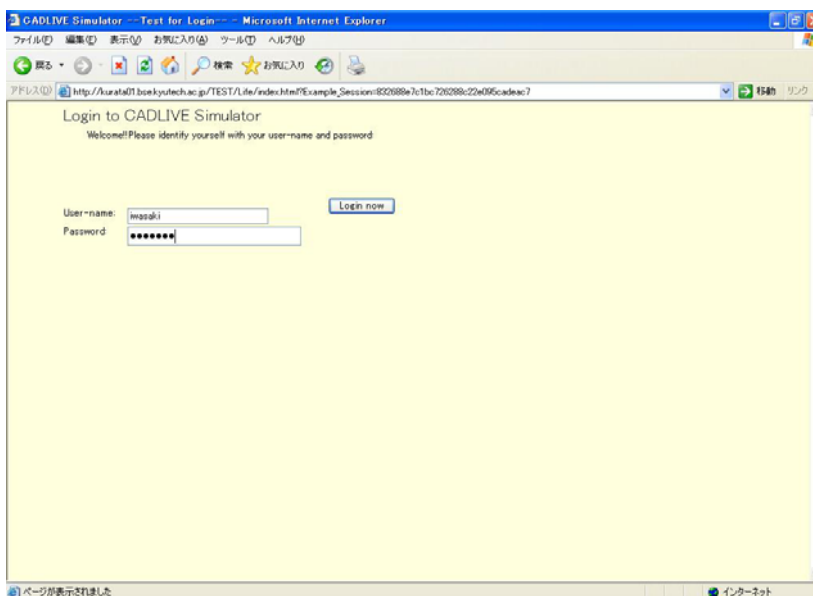 CADLIVE Simulator --Test for Login-- - Microsoft Internet Explorer
ファイル(F) 編集(E) 表示(V) お気に入り(A) ツール(T) ヘルプ(H)
戻る 検索 お気に入り
アドレス(D) http://kurata01.bse.kyutech.ac.jp/TEST/Life/index.html?Example_Session=832688e7c1bc726288c22e095cadeac7 移動 リンク
Login to CADLIVE Simulator
Welcome!!Please identify yourself with your user-name and password
Login now
User-name: iwasaki
Password: •••••••
ページが表示されました インターネット